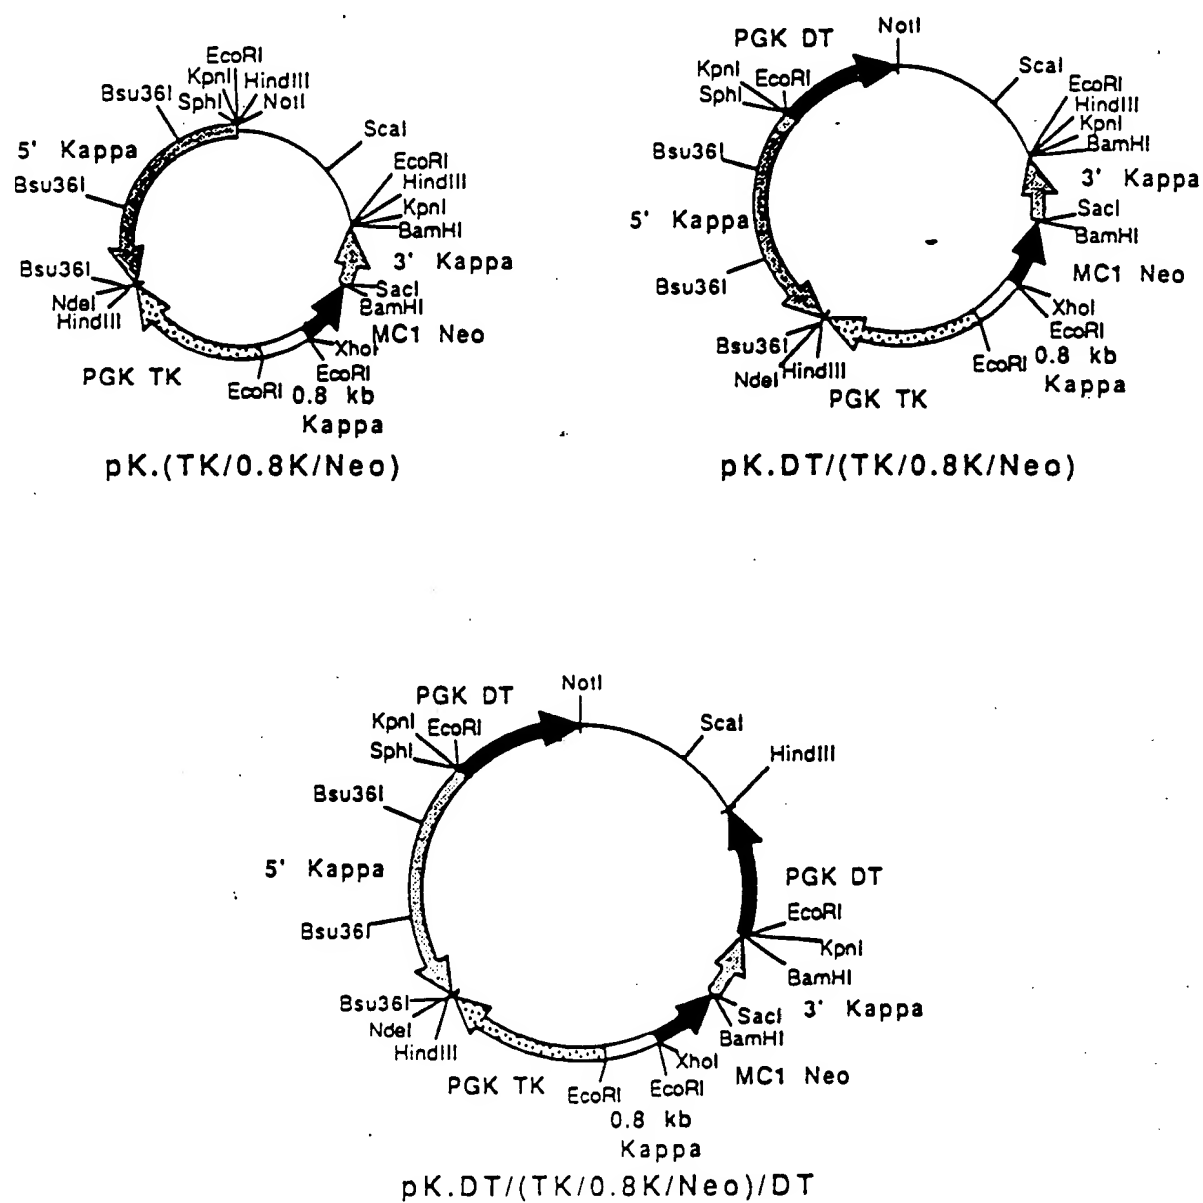 EcoRI
KpnI HindIII
SphI NotI
Bsu36I
ScaI
5' Kappa
EcoRI
HindIII
Bsu36I
KpnI
BamHI
3' Kappa
Bsu36I
SacI
BamHI
NdeI
HindIII
MC1 Neo
XhoI
PGK TK
EcoRI
EcoRI
0.8 kb
Kappa
pK.(TK/0.8K/Neo)
PGK DT
NotI
KpnI EcoRI
SphI
ScaI
EcoRI
HindIII
KpnI
BamHI
Bsu36I
3' Kappa
5' Kappa
SacI
BamHI
Bsu36I
MC1 Neo
XhoI
EcoRI
Bsu36I
NdeI HindIII
EcoRI
0.8 kb
Kappa
PGK TK
pK.DT/(TK/0.8K/Neo)
PGK DT
NotI
KpnI EcoRI
SphI
ScaI
HindIII
Bsu36I
5' Kappa
PGK DT
EcoRI
KpnI
Bsu36I
BamHI
3' Kappa
Bsu36I
SacI
NdeI
BamHI
HindIII
XhoI
MC1 Neo
PGK TK
EcoRI
EcoRI
0.8 kb
Kappa
pK.DT/(TK/0.8K/Neo)/DT